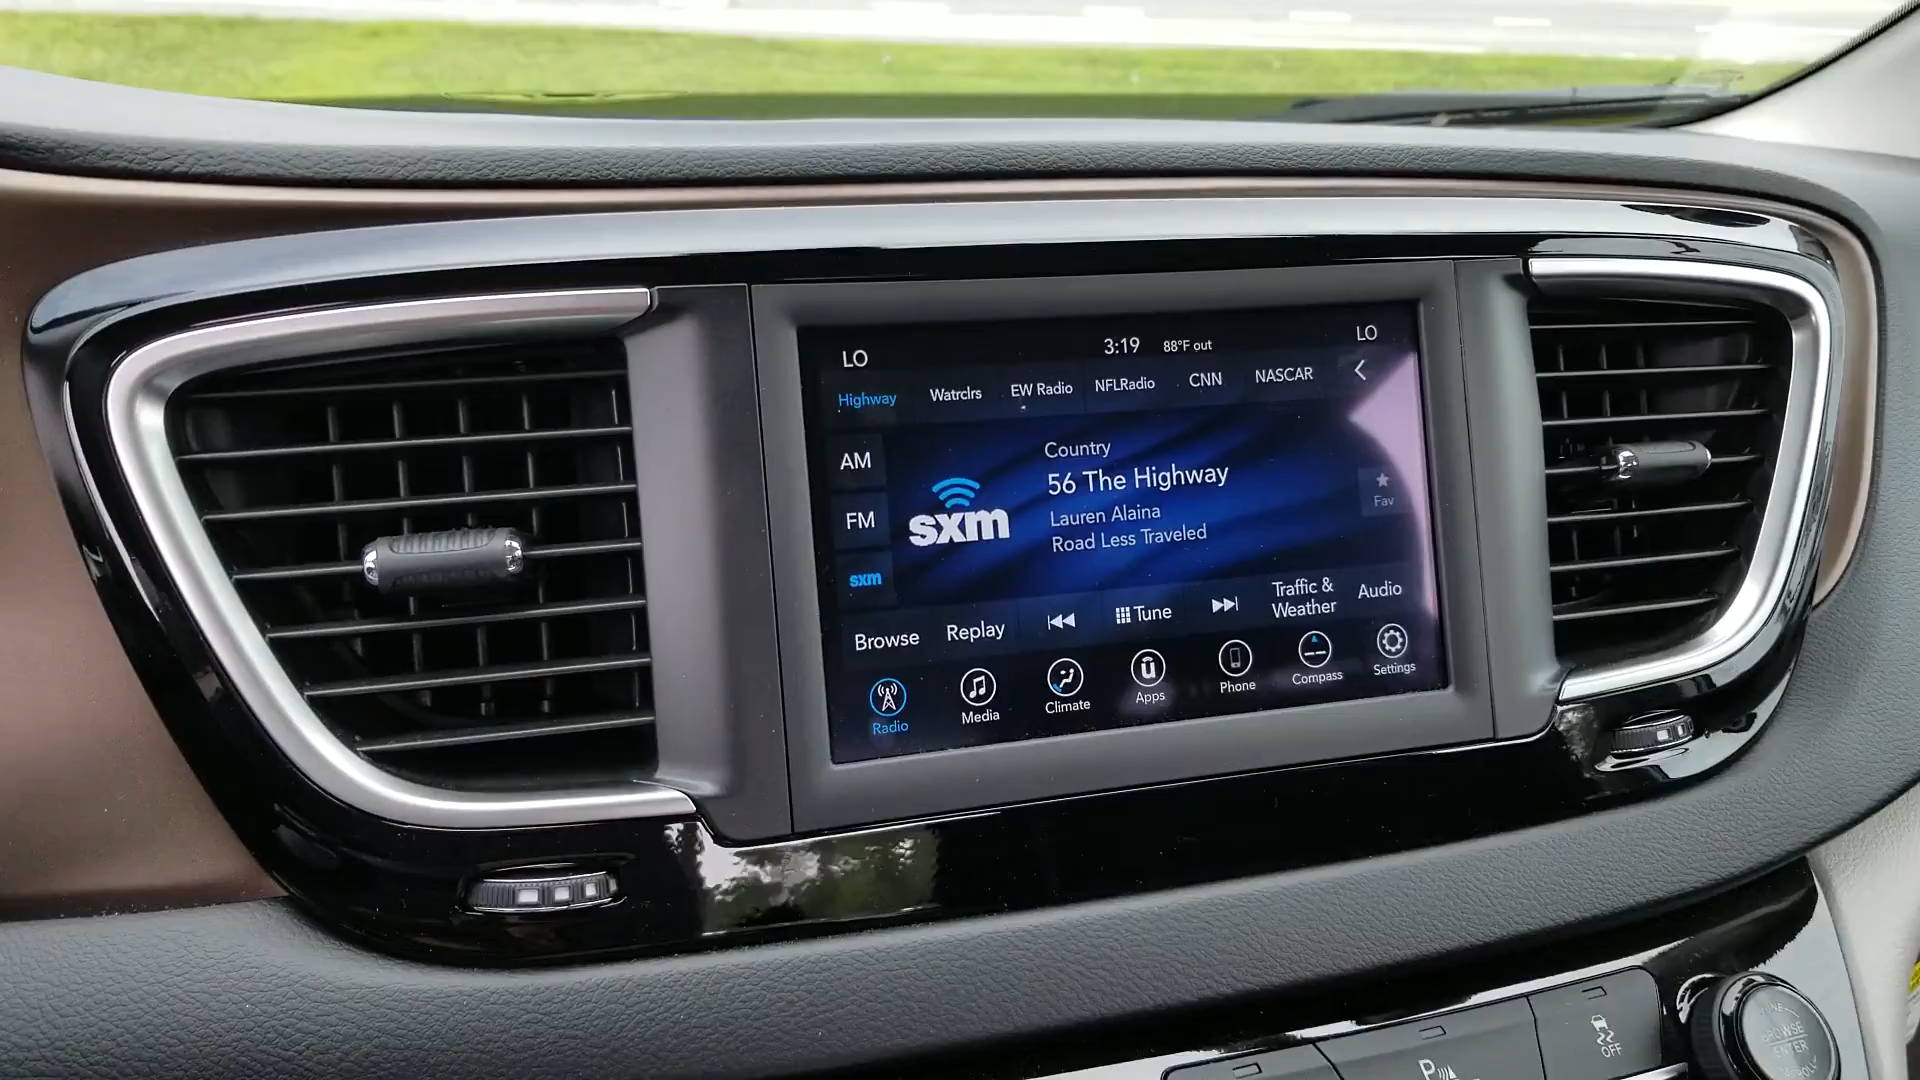 LO 3:19 88°F out LO
Highway Watrclrs EW Radio NFLRadio CNN NASCAR
AM
FM
sxm
sxm
Country
56 The Highway
Lauren Alaina
Road Less Traveled
Fav
Browse Replay Tune Traffic & Weather Audio
Radio Media Climate Apps Phone Compass Settings
P
OFF
BROWSE
ENTER